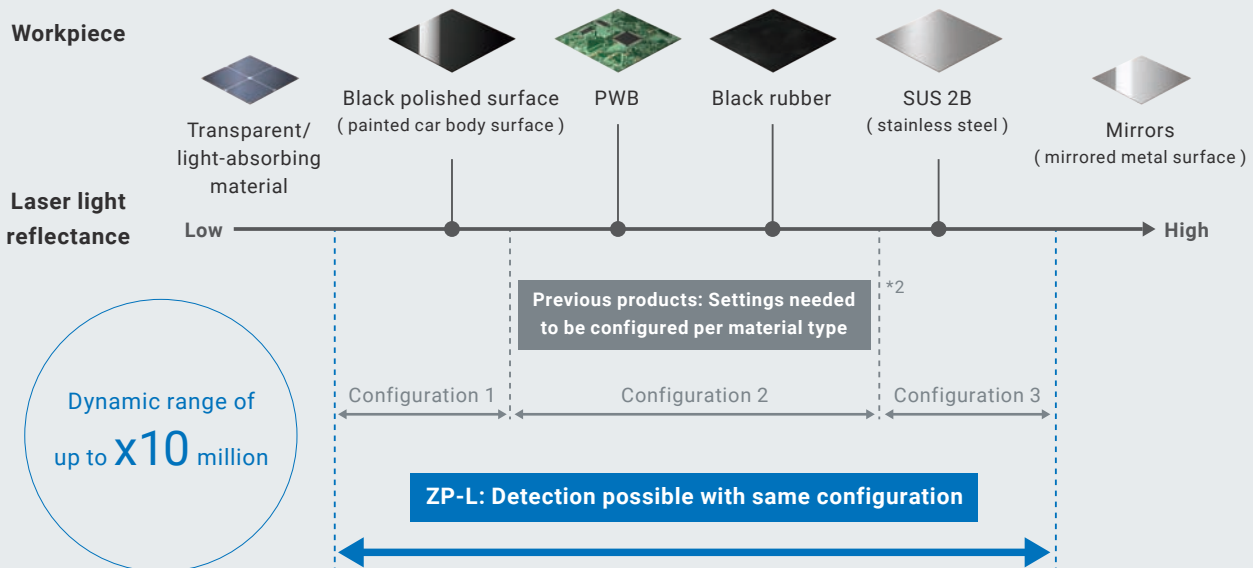 Workpiece
Transparent/
light-absorbing
material
Black polished surface
( painted car body surface )
PWB
Black rubber
SUS 2B
( stainless steel )
Mirrors
( mirrored metal surface )
Laser light
reflectance
Low
High
Previous products: Settings needed
to be configured per material type
*2
Configuration 1
Configuration 2
Configuration 3
Dynamic range of
up to x10 million
ZP-L: Detection possible with same configuration